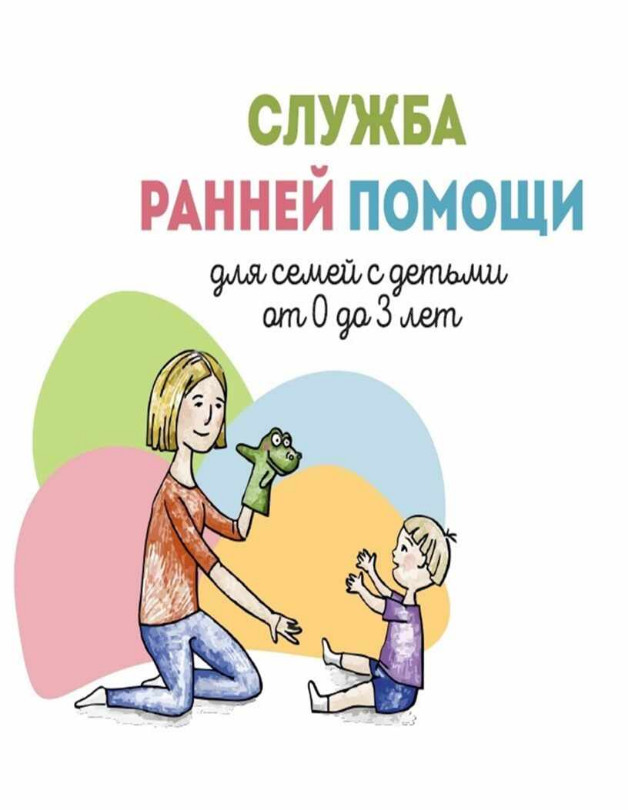 СЛУЖБА
РАННЕЙ ПОМОЩИ
для семей с детьми
от 0 до 3 лет